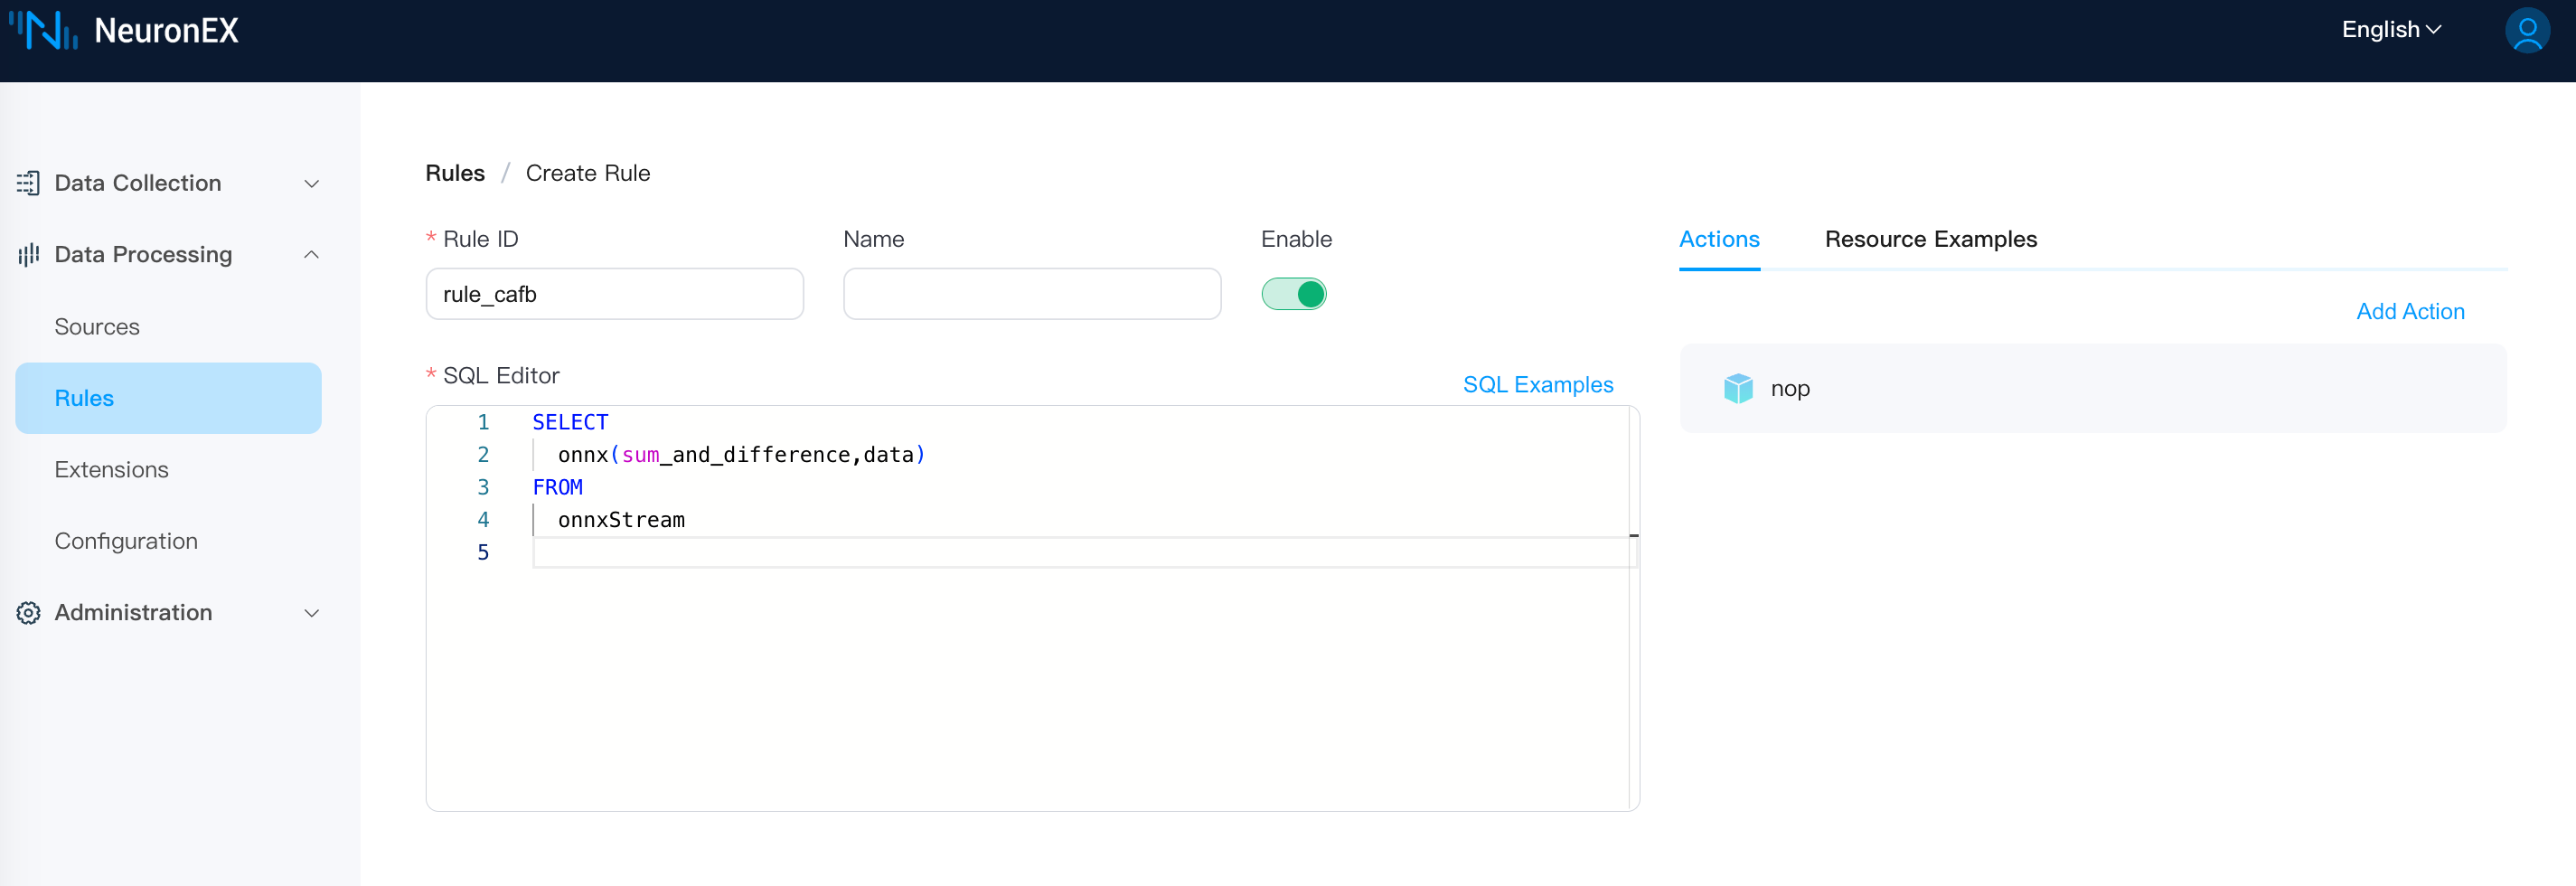 NeuronEX
English
Data Collection
Data Processing
Sources
Rules
Extensions
Configuration
Administration
Rules / Create Rule
* Rule ID
Name
Enable
rule_cafb
* SQL Editor
SQL Examples
1 SELECT
2 onnx(sum_and_difference,data)
3 FROM
4 onnxStream
5
Actions
Resource Examples
Add Action
nop